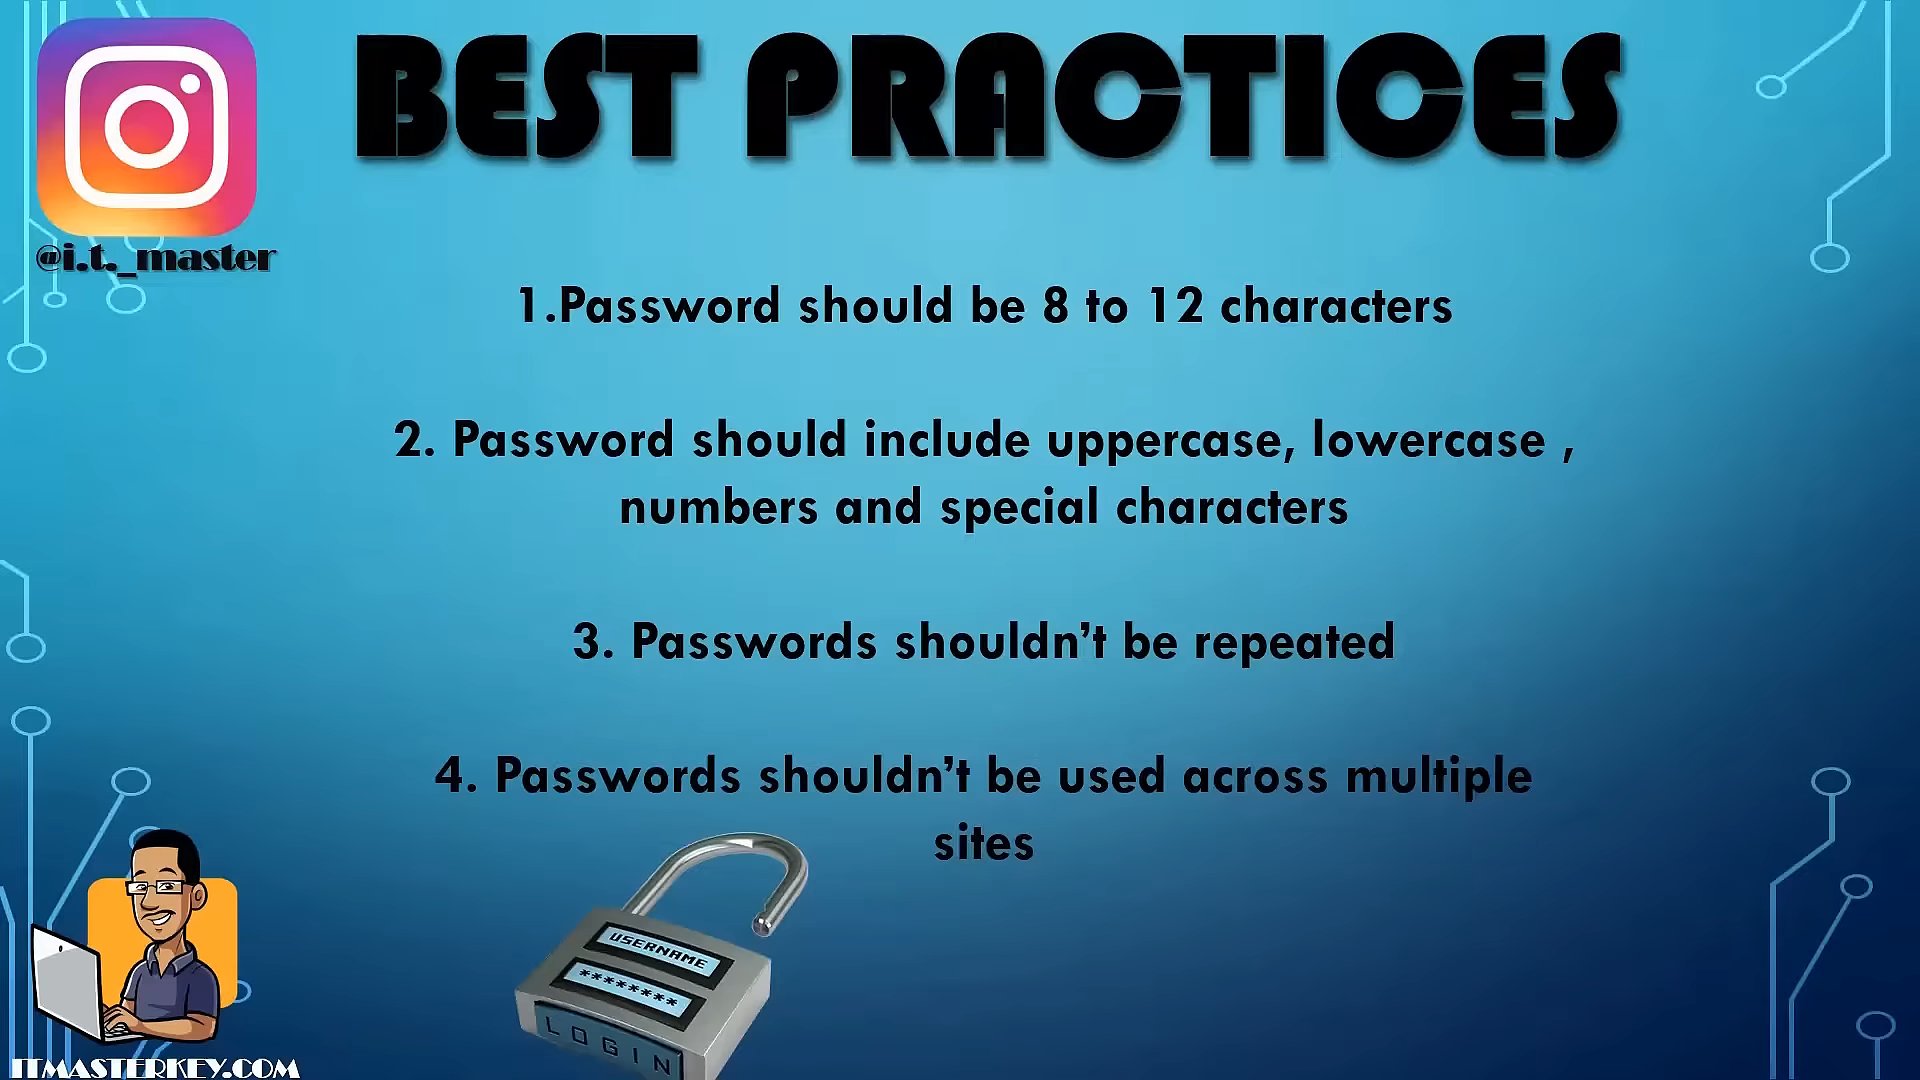 BEST PRACTICES
@i.t._master
1.Password should be 8 to 12 characters
2. Password should include uppercase, lowercase ,
numbers and special characters
3. Passwords shouldn’t be repeated
4. Passwords shouldn’t be used across multiple
sites
USERNAME
********
LOGIN
ITMASTERKEY.COM